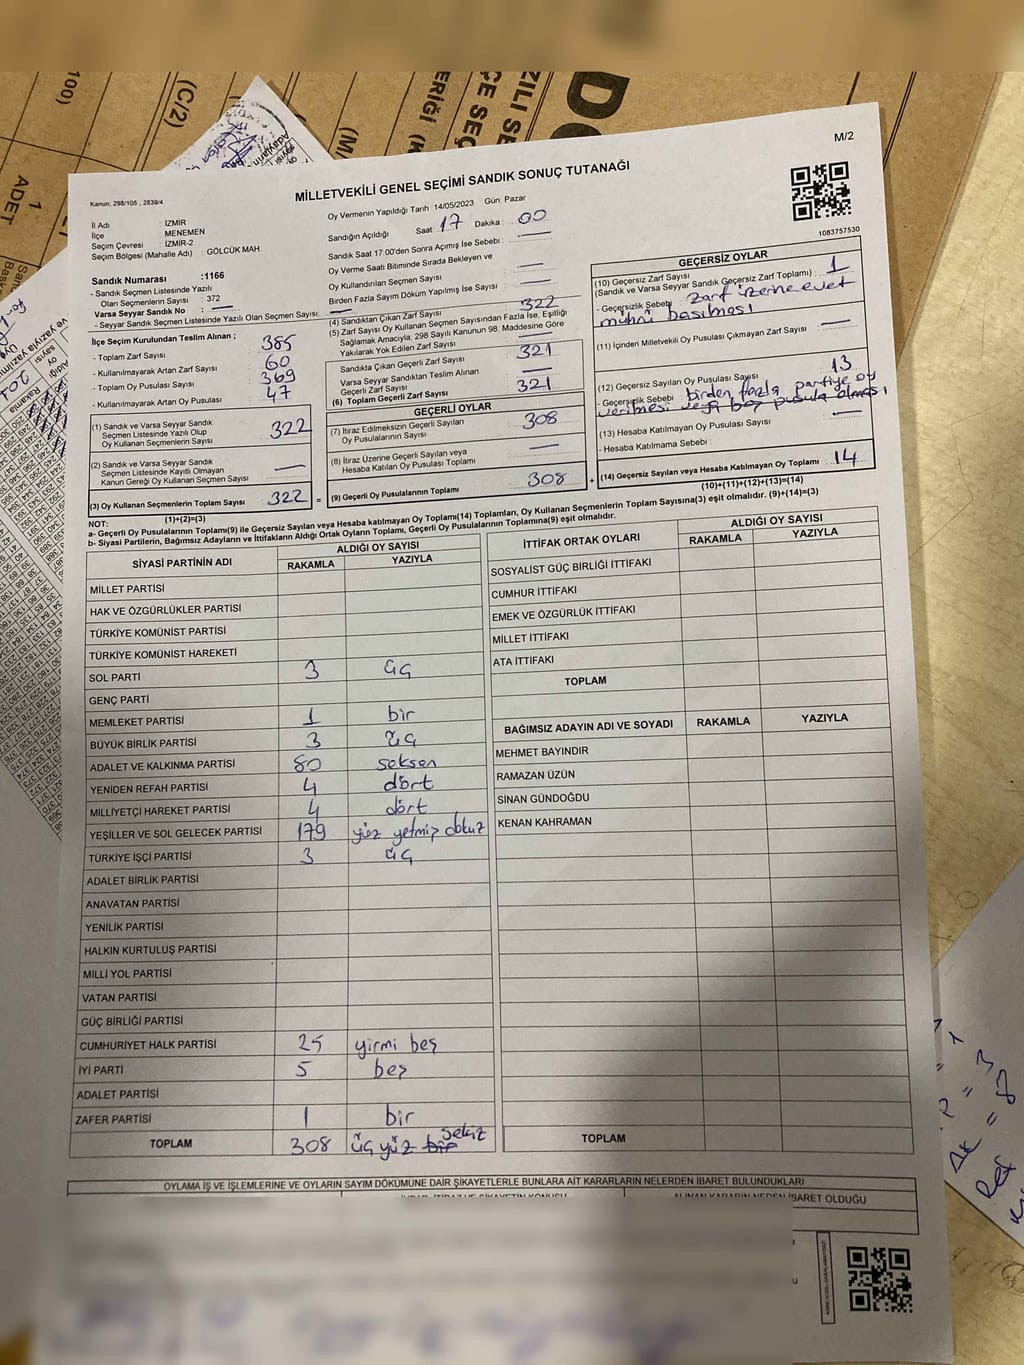 100)
(C/2)
ADET
1
(M/
ERİĞİ (K
ÇE SEÇ
ZILI SE
M/2
MİLLETVEKİLİ GENEL SEÇİMİ SANDIK SONUÇ TUTANAĞI
Kanun: 298/105 , 2839/4
1083757530
İl Adı : İZMİR
İlçe : MENEMEN
Seçim Çevresi : İZMİR-2
Seçim Bölgesi (Mahalle Adı) : GÖLCÜK MAH.
Sandık Numarası :1166
- Sandık Seçmen Listesinde Yazılı
Olan Seçmenlerin Sayısı : 372
Varsa Seyyar Sandık No :
- Seyyar Sandık Seçmen Listesinde Yazılı Olan Seçmen Sayısı :
İlçe Seçim Kurulundan Teslim Alınan ;
- Toplam Zarf Sayısı 385
- Kullanılmayarak Artan Zarf Sayısı 60
- Toplam Oy Pusulası Sayısı 369
- Kullanılmayarak Artan Oy Pusulası 47
(1) Sandık ve Varsa Seyyar Sandık
Seçmen Listesinde Yazılı Olup
Oy Kullanan Seçmenlerin Sayısı 322
(2) Sandık ve Varsa Seyyar Sandık
Seçmen Listesinde Kayıtlı Olmayan
Kanun Gereği Oy Kullanan Seçmen Sayısı
(3) Oy Kullanan Seçmenlerin Toplam Sayısı 322 =
(1)+(2)=(3)
Oy Vermenin Yapıldığı Tarih :14/05/2023 Gün: Pazar
Sandığın Açıldığı Saat : 17 Dakika : 00
Sandık Saat 17:00'den Sonra Açımış İse Sebebi :
Oy Verme Saati Bitiminde Sırada Bekleyen ve
Oy Kullandırılan Seçmen Sayısı :
Birden Fazla Sayım Döküm Yapılmış İse Sayısı :
(4) Sandıktan Çıkan Zarf Sayısı 322
(5) Zarf Sayısı Oy Kullanan Seçmen Sayısından Fazla İse, Eşitliği
Sağlamak Amacıyla, 298 Sayılı Kanunun 98. Maddesine Göre
Yakılarak Yok Edilen Zarf Sayısı :
Sandıkta Çıkan Geçerli Zarf Sayısı 321
Varsa Seyyar Sandıktan Teslim Alınan
Geçerli Zarf Sayısı
(6) Toplam Geçerli Zarf Sayısı 321
GEÇERLİ OYLAR
(7) İtiraz Edilmeksizin Geçerli Sayılan
Oy Pusulalarının Sayısı 308
(8) İtiraz Üzerine Geçerli Sayılan veya
Hesaba Katılan Oy Pusulası Toplamı
(9) Geçerli Oy Pusulalarının Toplamı 308 +
GEÇERSİZ OYLAR
(10) Geçersiz Zarf Sayısı
(Sandık ve Varsa Seyyar Sandık Geçersiz Zarf Toplamı) : 1
- Geçersizlik Sebebi : zarf üzerine evet
mührü basılması
(11) İçinden Milletvekili Oy Pusulası Çıkmayan Zarf Sayısı :
(12) Geçersiz Sayılan Oy Pusulası Sayısı : 13
- Geçersizlik Sebebi : birden fazla partiye oy
verilmesi veya boş pusula olması
(13) Hesaba Katılmayan Oy Pusulası Sayısı :
- Hesaba Katılmama Sebebi :
(14) Geçersiz Sayılan veya Hesaba Katılmayan Oy Toplamı : 14
(10)+(11)+(12)+(13)=(14)
NOT:
a- Geçerli Oy Pusulalarının Toplamı(9) ile Geçersiz Sayılan veya Hesaba katılmayan Oy Toplamı(14) Toplamları, Oy Kullanan Seçmenlerin Toplam Sayısına(3) eşit olmalıdır. (9)+(14)=(3)
b- Siyasi Partilerin, Bağımsız Adayların ve İttifakların Aldığı Ortak Oyların Toplamı, Geçerli Oy Pusulalarının Toplamına(9) eşit olmalıdır.
SİYASİ PARTİNİN ADI ALDIĞI OY SAYISI
RAKAMLA YAZIYLA
MİLLET PARTİSİ
HAK VE ÖZGÜRLÜKLER PARTİSİ
TÜRKİYE KOMÜNİST PARTİSİ
TÜRKİYE KOMÜNİST HAREKETİ
SOL PARTİ 3 üç
GENÇ PARTİ
MEMLEKET PARTİSİ 1 bir
BÜYÜK BİRLİK PARTİSİ 3 üç
ADALET VE KALKINMA PARTİSİ 80 seksen
YENİDEN REFAH PARTİSİ 4 dört
MİLLİYETÇİ HAREKET PARTİSİ 4 dört
YEŞİLLER VE SOL GELECEK PARTİSİ 179 yüz yetmiş dokuz
TÜRKİYE İŞÇİ PARTİSİ 3 üç
ADALET BİRLİK PARTİSİ
ANAVATAN PARTİSİ
YENİLİK PARTİSİ
HALKIN KURTULUŞ PARTİSİ
MİLLİ YOL PARTİSİ
VATAN PARTİSİ
GÜÇ BİRLİĞİ PARTİSİ
CUMHURİYET HALK PARTİSİ 25 yirmi beş
İYİ PARTİ 5 beş
ADALET PARTİSİ
ZAFER PARTİSİ 1 bir
TOPLAM 308 üç yüz bir sekiz
İTTİFAK ORTAK OYLARI ALDIĞI OY SAYISI
RAKAMLA YAZIYLA
SOSYALİST GÜÇ BİRLİĞİ İTTİFAKI
CUMHUR İTTİFAKI
EMEK VE ÖZGÜRLÜK İTTİFAKI
MİLLET İTTİFAKI
ATA İTTİFAKI
TOPLAM
BAĞIMSIZ ADAYIN ADI VE SOYADI RAKAMLA YAZIYLA
MEHMET BAYINDIR
RAMAZAN ÜZÜN
SİNAN GÜNDOĞDU
KENAN KAHRAMAN
TOPLAM
OYLAMA İŞ VE İŞLEMLERİNE VE OYLARIN SAYIM DÖKÜMÜNE DAİR ŞİKAYETLERLE BUNLARA AİT KARARLARIN NELERDEN İBARET BULUNDUKLARI
ALINAN KARARIN NEDEN İBARET OLDUĞU